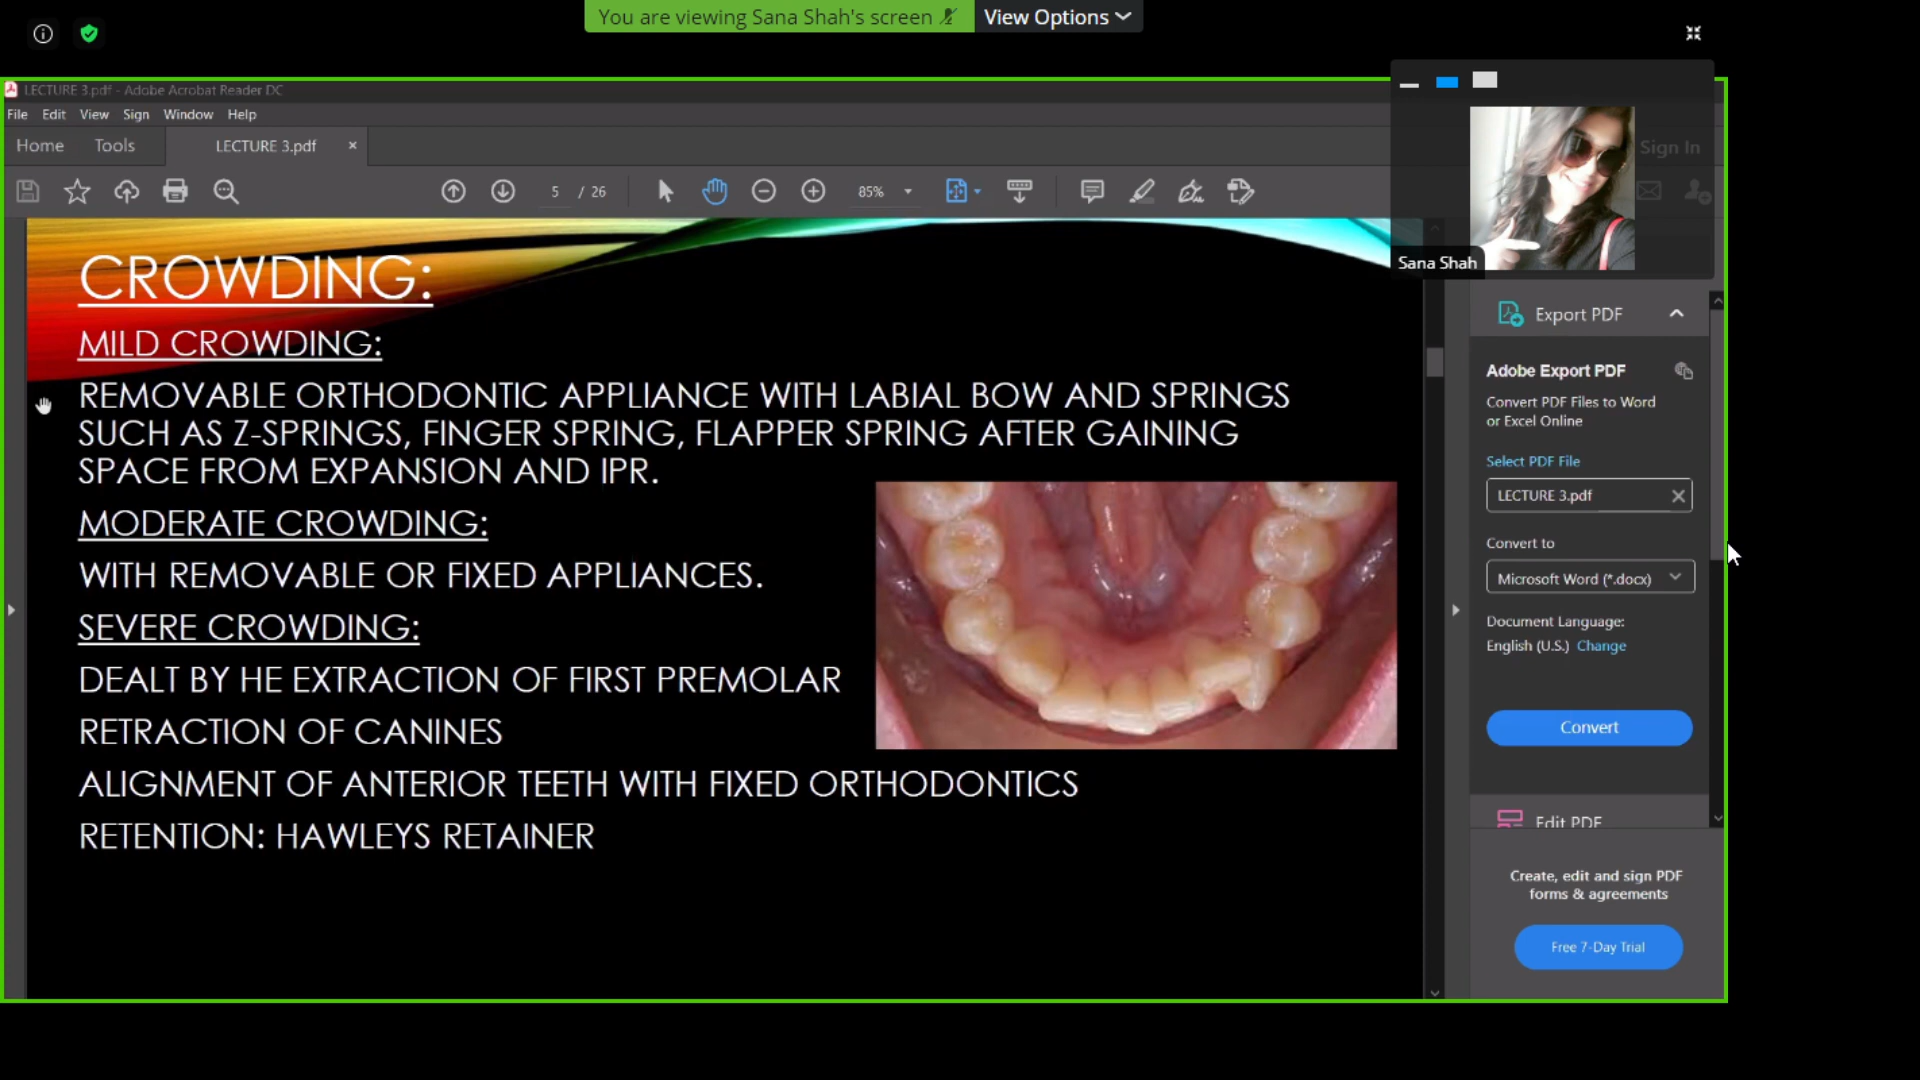 You are viewing Sana Shah's screen
View Options
LECTURE 3.pdf - Adobe Acrobat Reader DC
File Edit View Sign Window Help
Home Tools LECTURE 3.pdf
Sign In
5 / 26
85%
Sana Shah
CROWDING:
MILD CROWDING:
REMOVABLE ORTHODONTIC APPLIANCE WITH LABIAL BOW AND SPRINGS
SUCH AS Z-SPRINGS, FINGER SPRING, FLAPPER SPRING AFTER GAINING
SPACE FROM EXPANSION AND IPR.
MODERATE CROWDING:
WITH REMOVABLE OR FIXED APPLIANCES.
SEVERE CROWDING:
DEALT BY HE EXTRACTION OF FIRST PREMOLAR
RETRACTION OF CANINES
ALIGNMENT OF ANTERIOR TEETH WITH FIXED ORTHODONTICS
RETENTION: HAWLEYS RETAINER
Export PDF
Adobe Export PDF
Convert PDF Files to Word
or Excel Online
Select PDF File
LECTURE 3.pdf
Convert to
Microsoft Word (*.docx)
Document Language:
English (U.S.) Change
Convert
Edit PDF
Create, edit and sign PDF
forms & agreements
Free 7-Day Trial